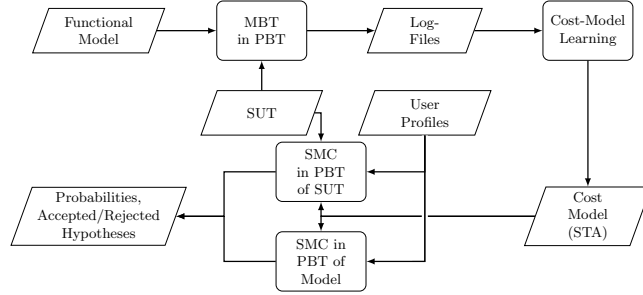 Functional
Model
MBT
in PBT
Log-
Files
Cost-Model
Learning
SUT
User
Profiles
SMC
in PBT
of SUT
Probabilities,
Accepted/Rejected
Hypotheses
Cost
Model
(STA)
SMC in
PBT of
Model